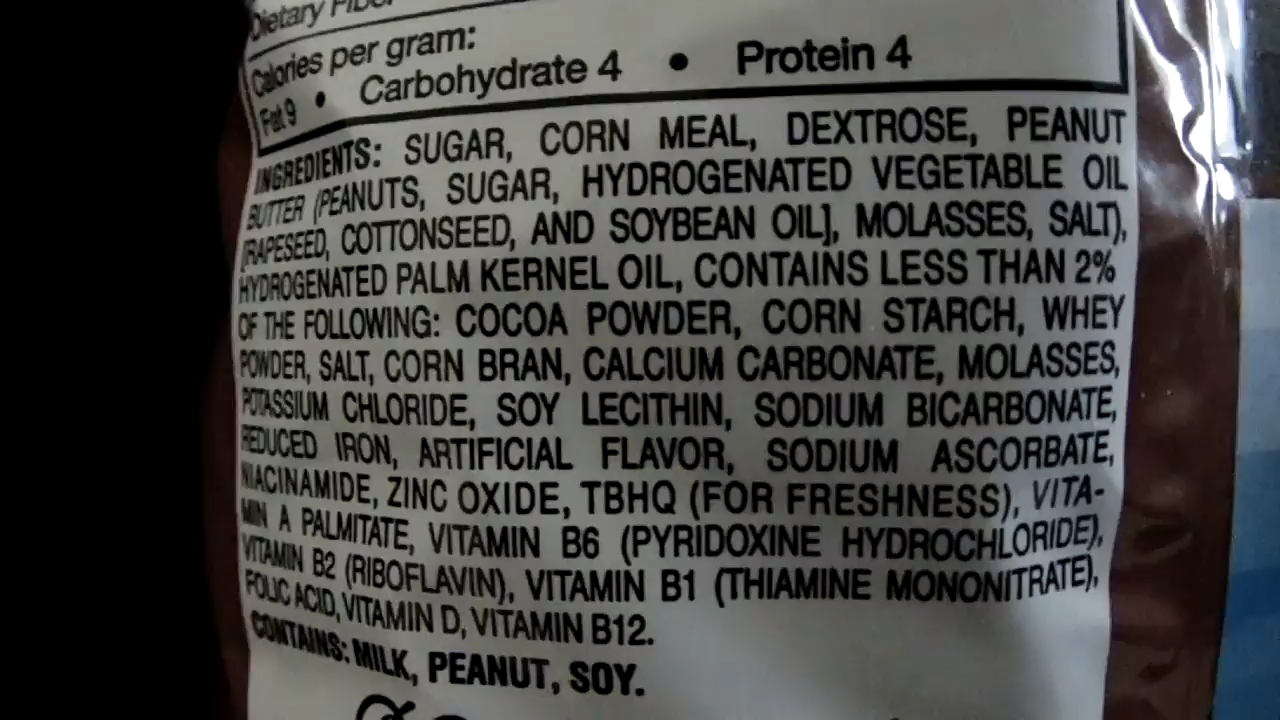 Dietary Fiber
Calories per gram:
Fat 9 • Carbohydrate 4 • Protein 4
INGREDIENTS: SUGAR, CORN MEAL, DEXTROSE, PEANUT
BUTTER (PEANUTS, SUGAR, HYDROGENATED VEGETABLE OIL
[RAPESEED, COTTONSEED, AND SOYBEAN OIL], MOLASSES, SALT),
HYDROGENATED PALM KERNEL OIL, CONTAINS LESS THAN 2%
OF THE FOLLOWING: COCOA POWDER, CORN STARCH, WHEY
POWDER, SALT, CORN BRAN, CALCIUM CARBONATE, MOLASSES,
POTASSIUM CHLORIDE, SOY LECITHIN, SODIUM BICARBONATE,
REDUCED IRON, ARTIFICIAL FLAVOR, SODIUM ASCORBATE,
NIACINAMIDE, ZINC OXIDE, TBHQ (FOR FRESHNESS), VITA-
MIN A PALMITATE, VITAMIN B6 (PYRIDOXINE HYDROCHLORIDE),
VITAMIN B2 (RIBOFLAVIN), VITAMIN B1 (THIAMINE MONONITRATE),
FOLIC ACID, VITAMIN D, VITAMIN B12.
CONTAINS: MILK, PEANUT, SOY.